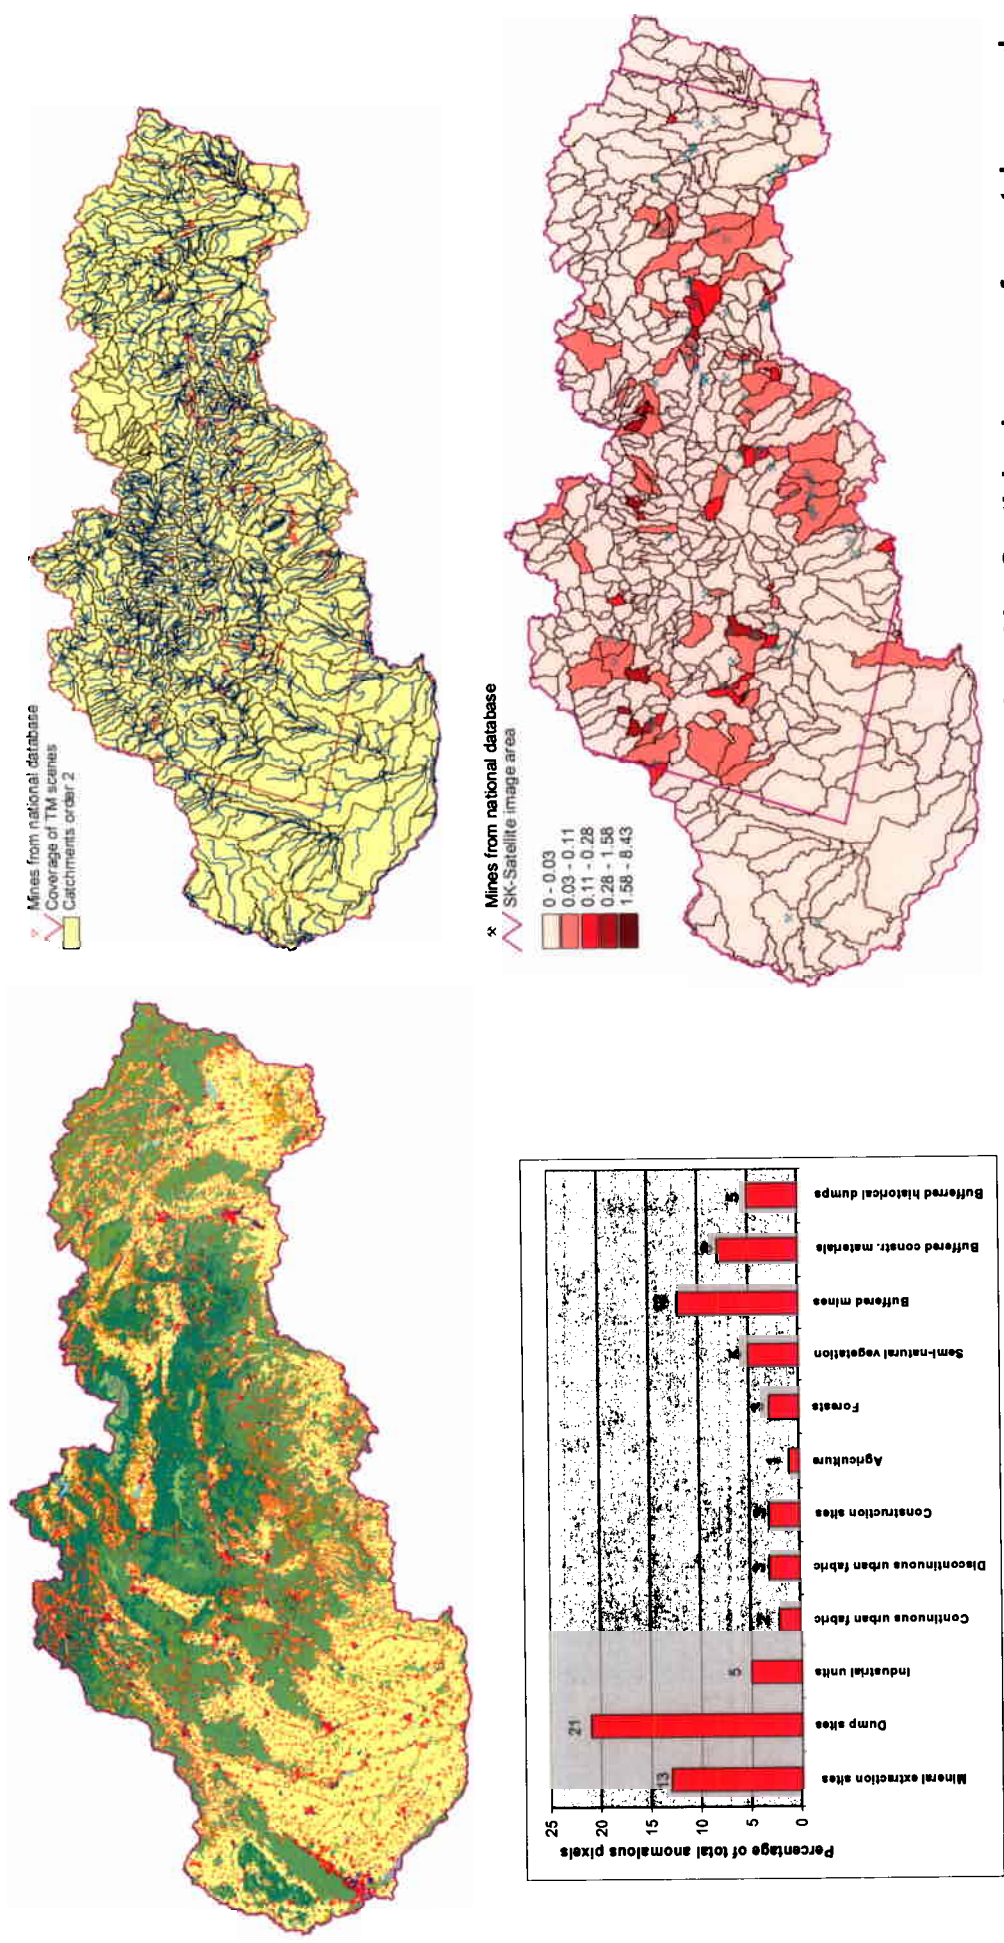 Mines from national database
Coverage of TM scenes
Catchments order 2
Mines from national database
SK-Satellite image area
0 - 0.03
0.03 - 0.11
0.11 - 0.28
0.28 - 1.58
1.58 - 8.43
Percentage of total anomalous pixels
25
20
15
10
5
0
13
21
5
Mineral extraction sites
Dump sites
Industrial units
Continuous urban fabric
Discontinuous urban fabric
Construction sites
Agriculture
Forests
Semi-natural vegetation
Buffered mines
Buffered constr. materials
Bufferred historical dumps